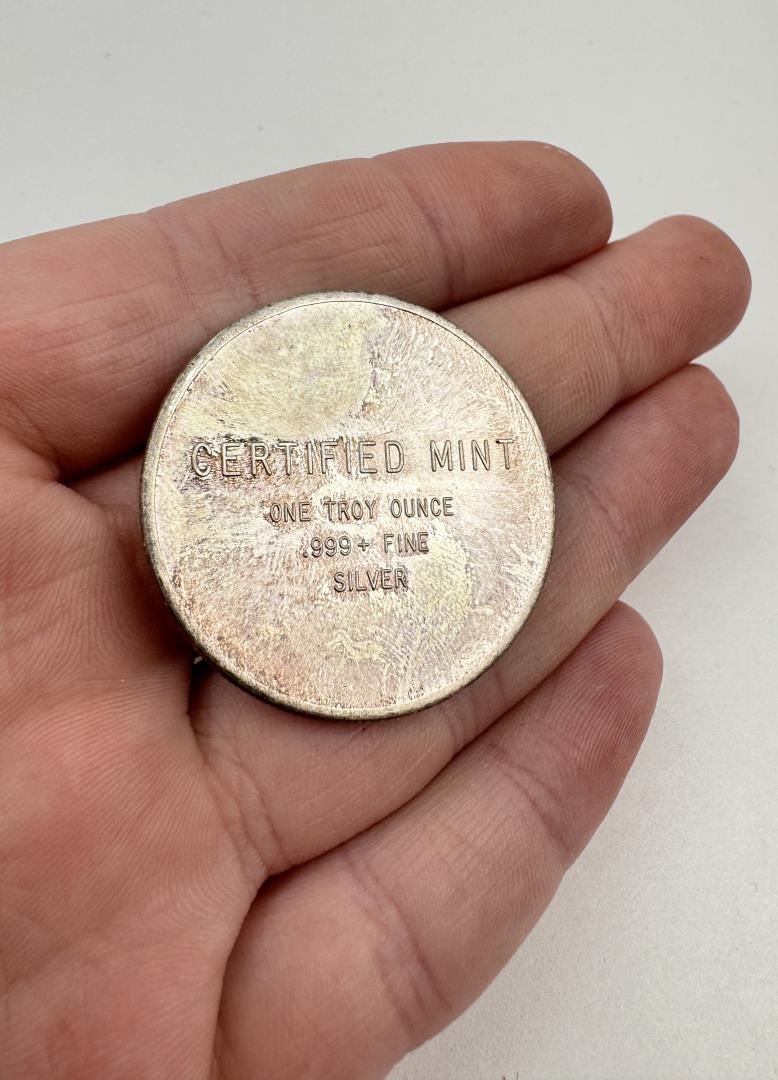 CERTIFIED MINT
ONE TROY OUNCE
.999+ FINE
SILVER